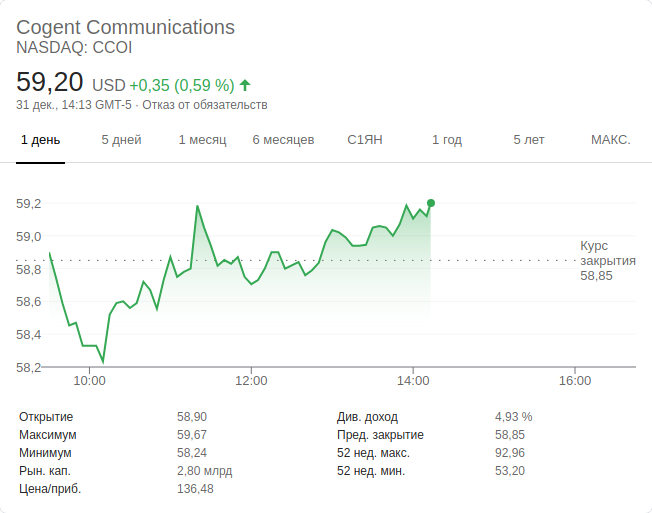 Cogent Communications
NASDAQ: CCOI
59,20 USD +0,35 (0,59 %)
31 дек., 14:13 GMT-5 · Отказ от обязательств
1 день 5 дней 1 месяц 6 месяцев С1ЯН 1 год 5 лет МАКС.
59,2
59,0
58,8
58,6
58,4
58,2
Курс
закрытия
58,85
10:00 12:00 14:00 16:00
Открытие 58,90 Див. доход 4,93 %
Максимум 59,67 Пред. закрытие 58,85
Минимум 58,24 52 нед. макс. 92,96
Рын. кап. 2,80 млрд 52 нед. мин. 53,20
Цена/приб. 136,48